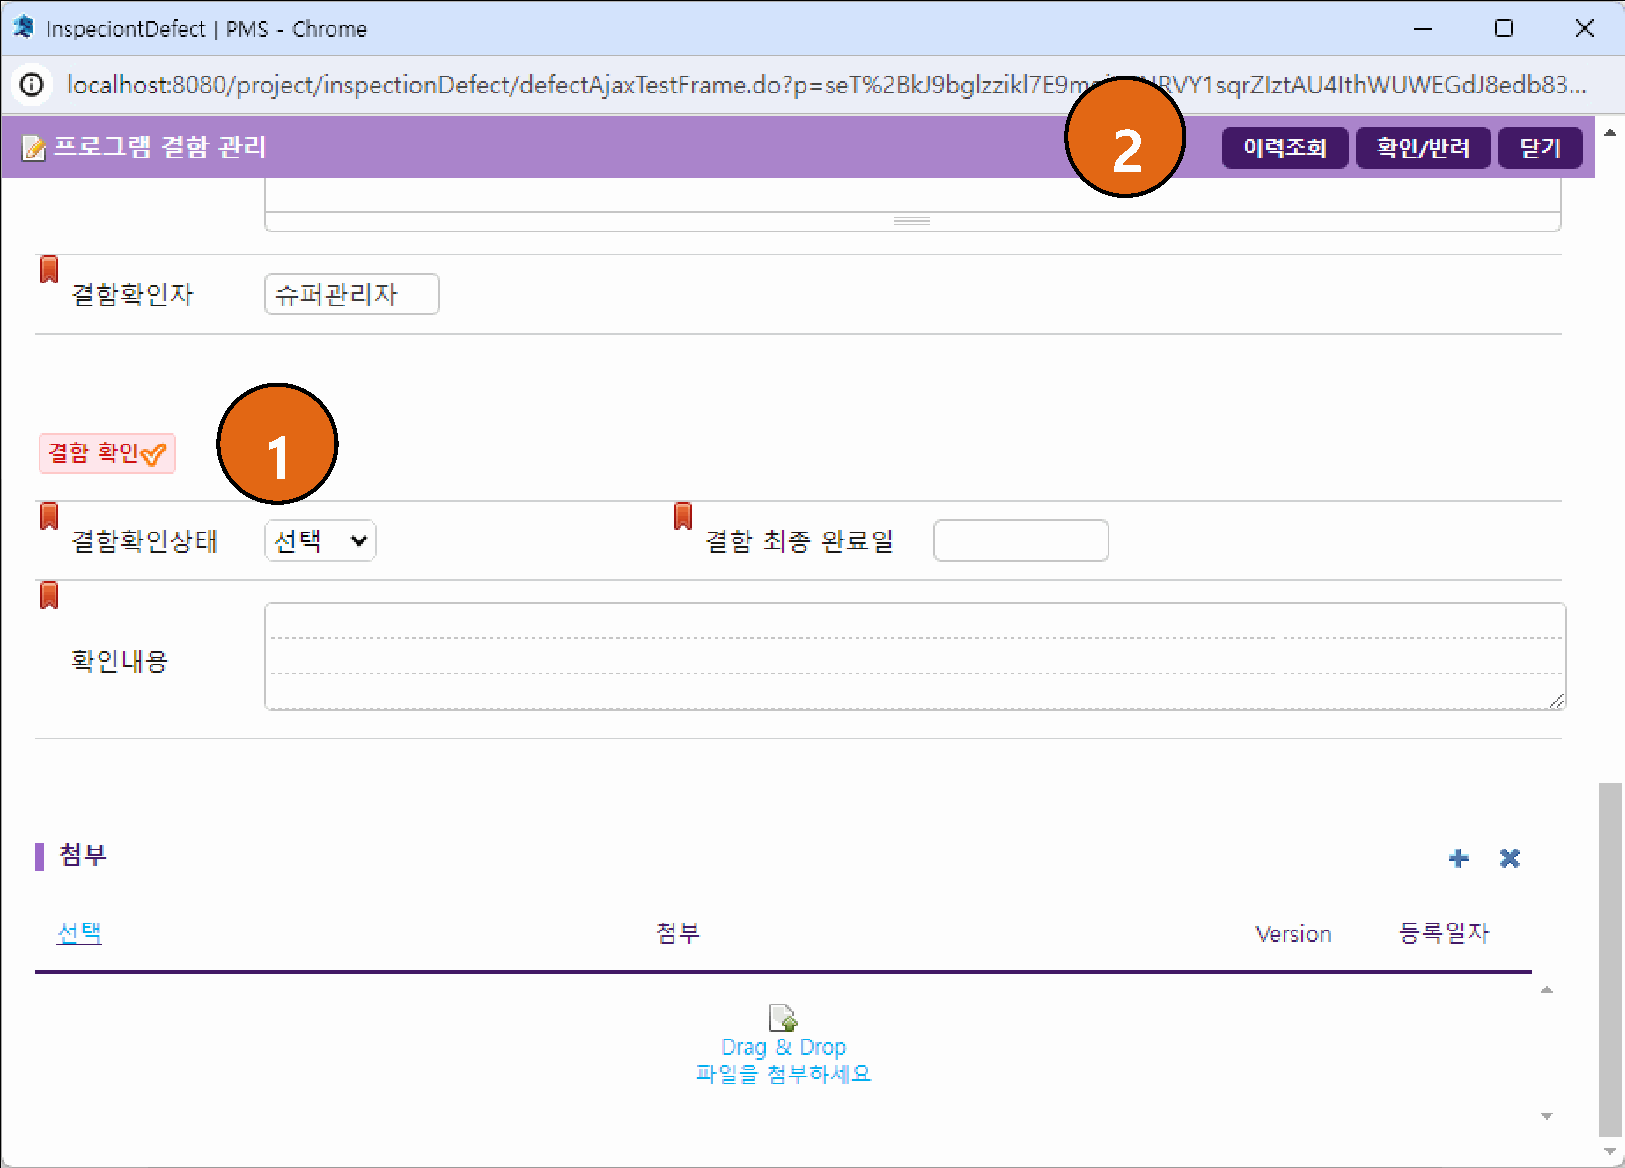 InspeciontDefect | PMS - Chrome
localhost:8080/project/inspectionDefect/defectAjaxTestFrame.do?p=seT%2BkJ9bglzzikl7E9m
프로그램 결함 관리
2
이력조회 확인/반려 닫기
결함확인자 슈퍼관리자
결함 확인
1
결함확인상태 선택 결함 최종 완료일
확인내용
첨부
선택 첨부 Version 등록일자
Drag & Drop
파일을 첨부하세요